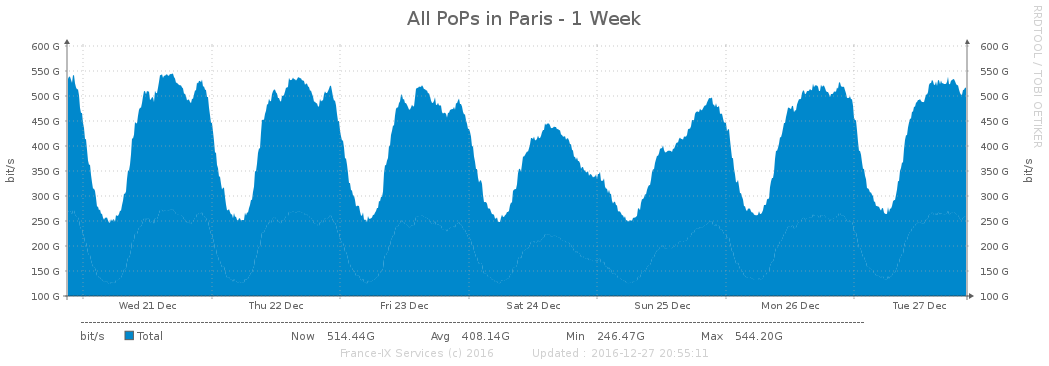 All PoPs in Paris - 1 Week
RRDTOOL / TOBI OETIKER
600 G 600 G
550 G 550 G
500 G 500 G
450 G 450 G
400 G 400 G
350 G 350 G
300 G 300 G
250 G 250 G
200 G 200 G
150 G 150 G
100 G 100 G
bit/s
bit/s
Wed 21 Dec Thu 22 Dec Fri 23 Dec Sat 24 Dec Sun 25 Dec Mon 26 Dec Tue 27 Dec
bit/s Total Now 514.44G Avg 408.14G Min 246.47G Max 544.20G
France-IX Services (c) 2016 Updated : 2016-12-27 20:55:11